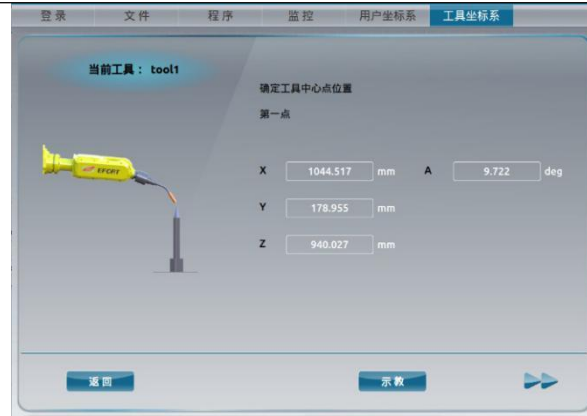 登录 文件 程序 监控 用户坐标系 工具坐标系
当前工具： tool1
确定工具中心点位置
第一点
X 1044.517 mm A 9.722 deg
EFORT
Y 178.955 mm
Z 940.027 mm
返回 示教